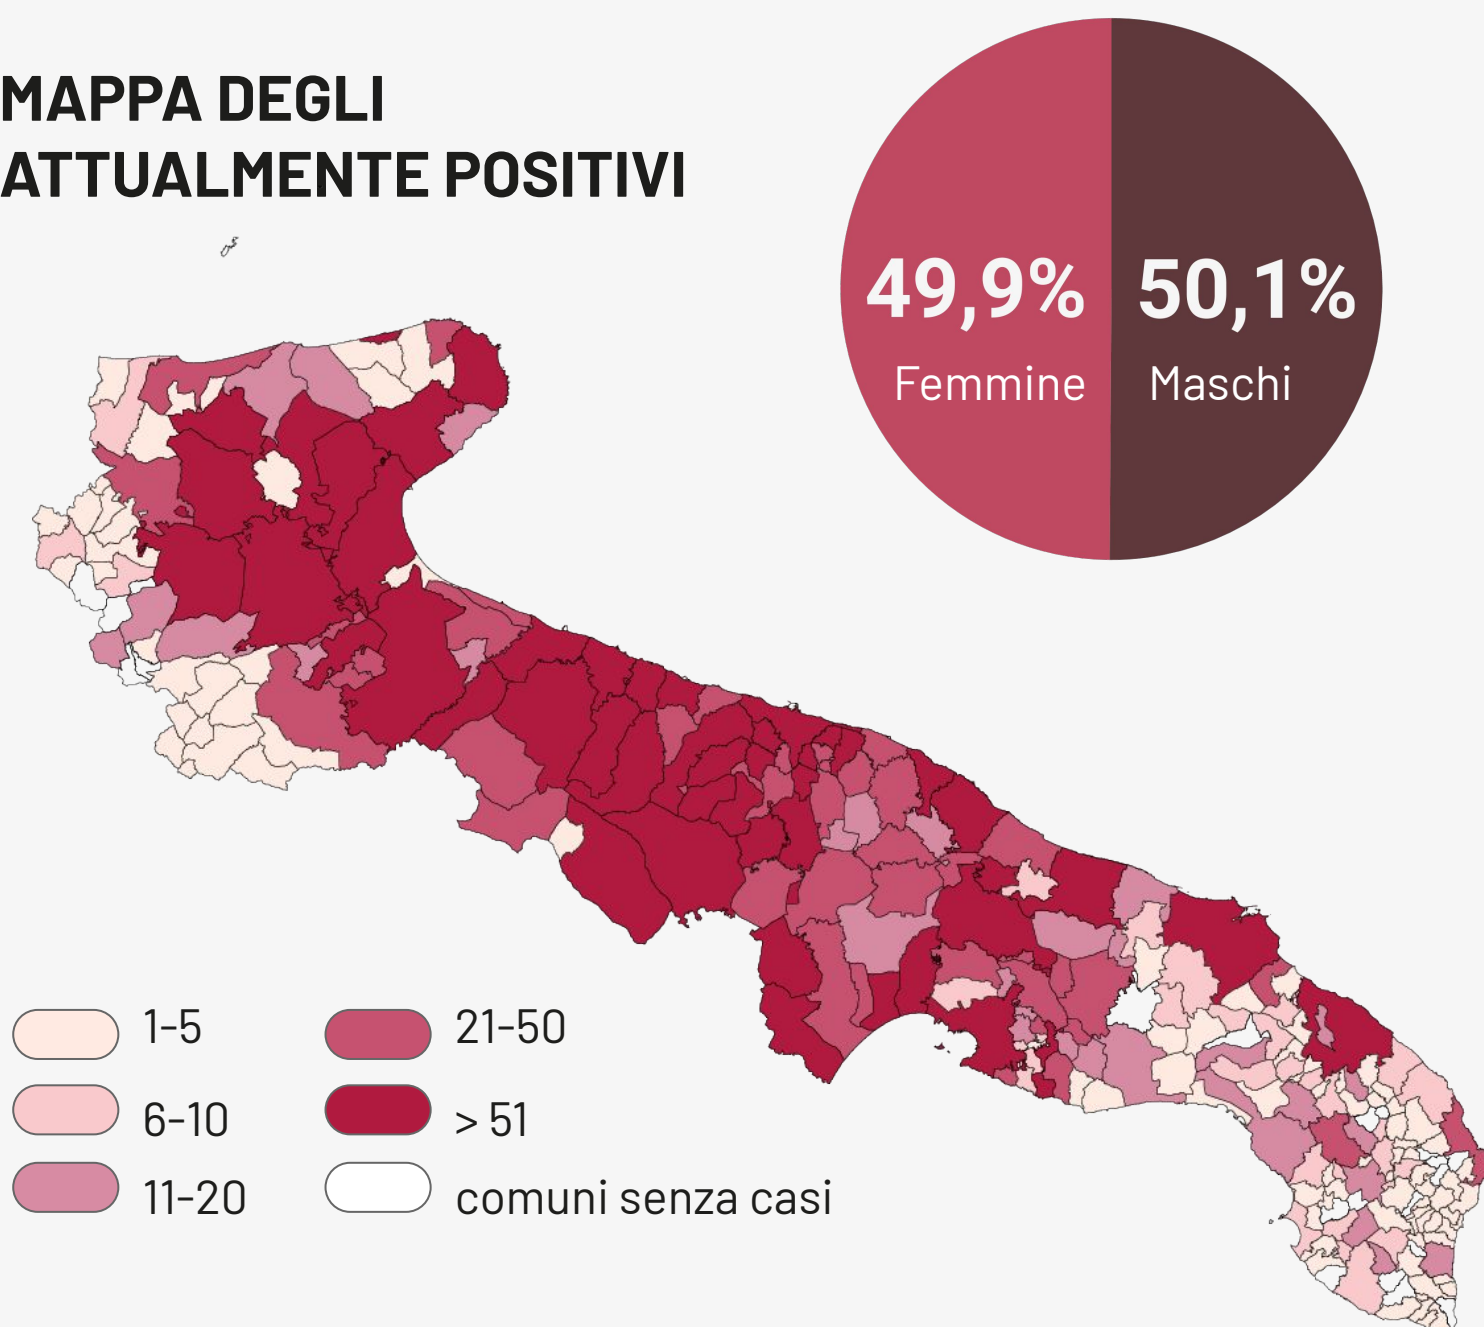 MAPPA DEGLI
ATTUALMENTE POSITIVI
49,9%
Femmine
50,1%
Maschi
1-5
6-10
11-20
21-50
> 51
comuni senza casi